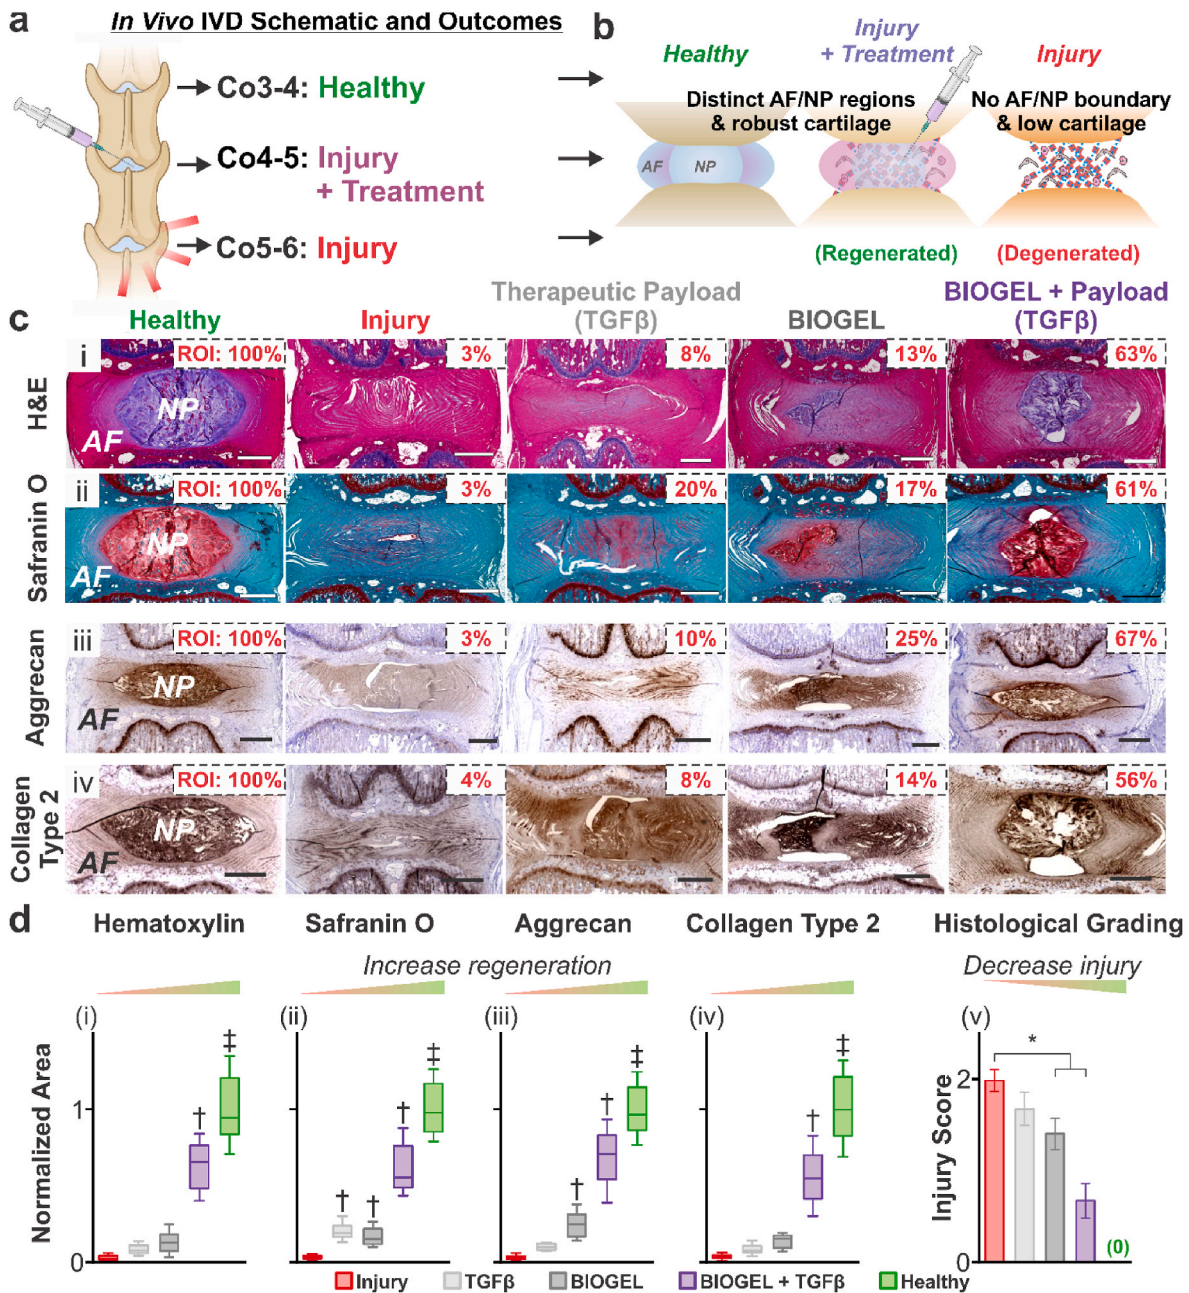 a
In Vivo IVD Schematic and Outcomes
Co3-4: Healthy
Co4-5: Injury
+ Treatment
Co5-6: Injury
b
Healthy
Injury
+ Treatment
Injury
Distinct AF/NP regions
& robust cartilage
No AF/NP boundary
& low cartilage
AF
NP
(Regenerated)
(Degenerated)
c
Healthy
Injury
Therapeutic Payload
(TGFβ)
BIOGEL
BIOGEL + Payload
(TGFβ)
H&E
i
ROI: 100%
3%
8%
13%
63%
NP
AF
Safranin O
ii
ROI: 100%
3%
20%
17%
61%
NP
AF
Aggrecan
iii
ROI: 100%
3%
10%
25%
67%
NP
AF
Collagen
Type 2
iv
ROI: 100%
4%
8%
14%
56%
NP
AF
d
Hematoxylin
Safranin O
Aggrecan
Collagen Type 2
Histological Grading
Increase regeneration
Decrease injury
(i)
(ii)
(iii)
(iv)
(v)
Normalized Area
1
0
†
‡
†
†
†
‡
†
†
‡
†
‡
Injury Score
2
0
*
(0)
Injury
TGFβ
BIOGEL
BIOGEL + TGFβ
Healthy